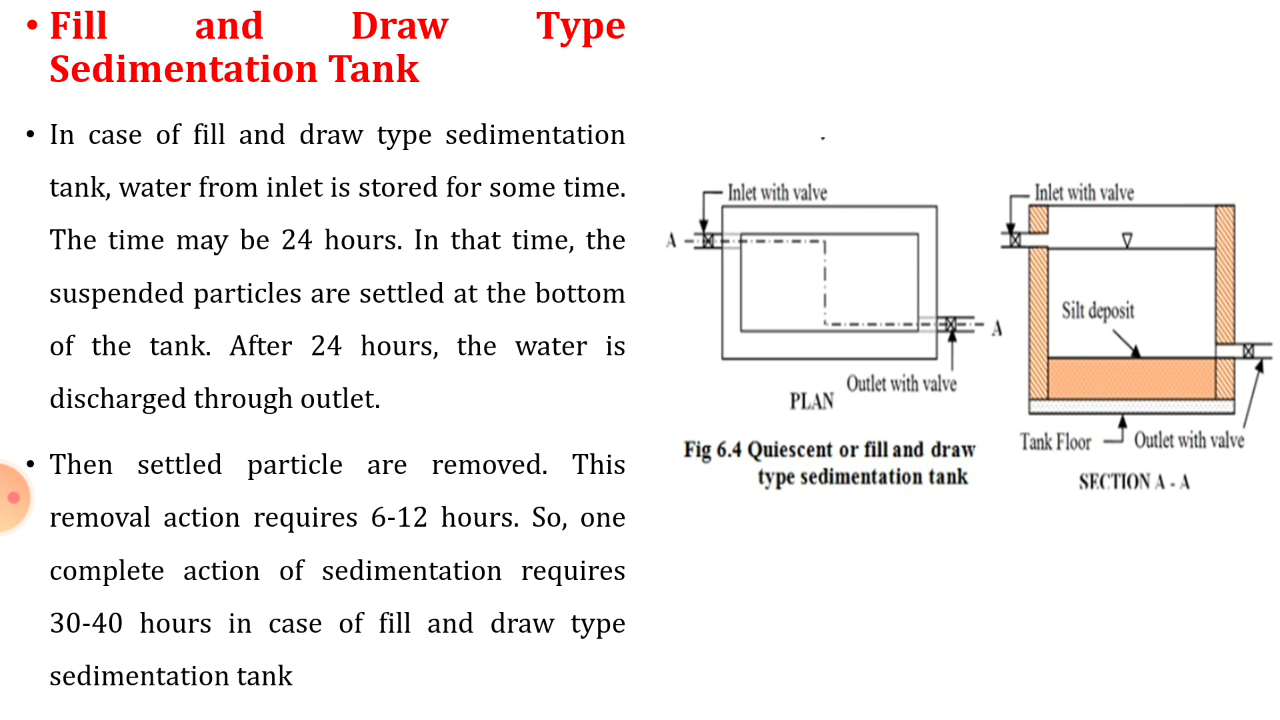 • Fill and Draw Type
Sedimentation Tank
• In case of fill and draw type sedimentation
tank, water from inlet is stored for some time.
The time may be 24 hours. In that time, the
suspended particles are settled at the bottom
of the tank. After 24 hours, the water is
discharged through outlet.
• Then settled particle are removed. This
removal action requires 6-12 hours. So, one
complete action of sedimentation requires
30-40 hours in case of fill and draw type
sedimentation tank
Inlet with valve
A
A
Outlet with valve
PLAN
Fig 6.4 Quiescent or fill and draw
type sedimentation tank
Inlet with valve
Silt deposit
Tank Floor
Outlet with valve
SECTION A - A